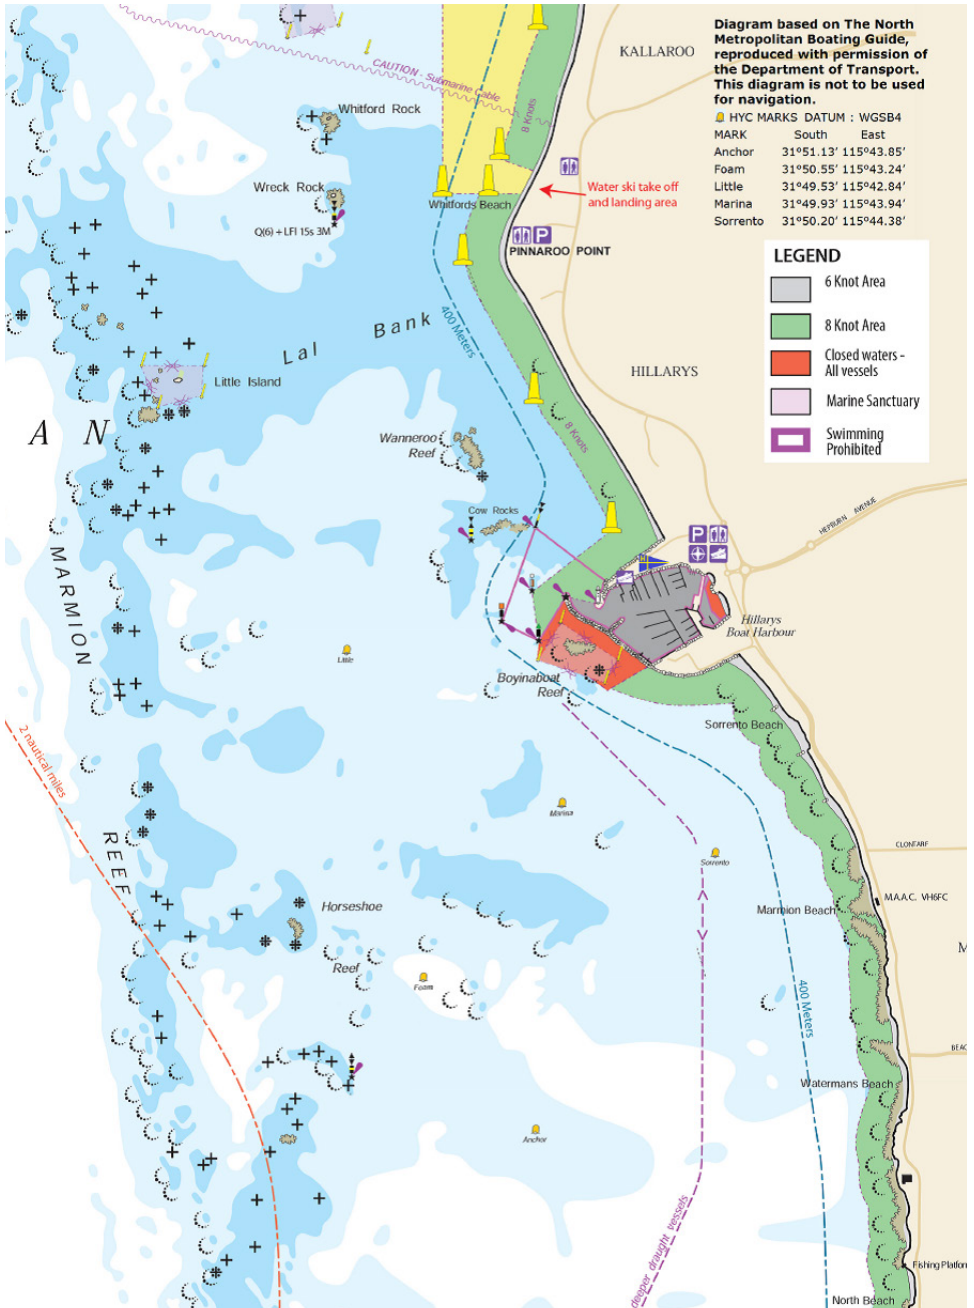 Diagram based on The North
Metropolitan Boating Guide,
reproduced with permission of
the Department of Transport.
This diagram is not to be used
for navigation.
HYC MARKS DATUM : WGSB4
MARK South East
Anchor 31°51.13' 115°43.85'
Foam 31°50.55' 115°43.24'
Little 31°49.53' 115°42.84'
Marina 31°49.93' 115°43.94'
Sorrento 31°50.20' 115°44.38'
LEGEND
6 Knot Area
8 Knot Area
Closed waters -
All vessels
Marine Sanctuary
Swimming
Prohibited
KALLAROO
CAUTION - Submarine Cable
8 Knots
Whitford Rock
Wreck Rock
Q(6) + LFl 15s 3M
Whitfords Beach
Water ski take off
and landing area
P
PINNAROO POINT
400 Meters
Lal Bank
HILLARYS
Little Island
A N
8 Knots
Wanneroo
Reef
Cow Rocks
HEPBURN AVENUE
P
MARMION
REEF
Hillarys
Boat Harbour
Little
Boyinaboat
Reef
Sorrento Beach
2 nautical miles
Marina
Sorrento
CLONTARF
Horseshoe
Reef
Marmion Beach
M.A.A.C. VH6FC
M
Foam
400 Meters
BEAC
Watermans Beach
Anchor
deeper draught vessels
Fishing Platform
North Beach